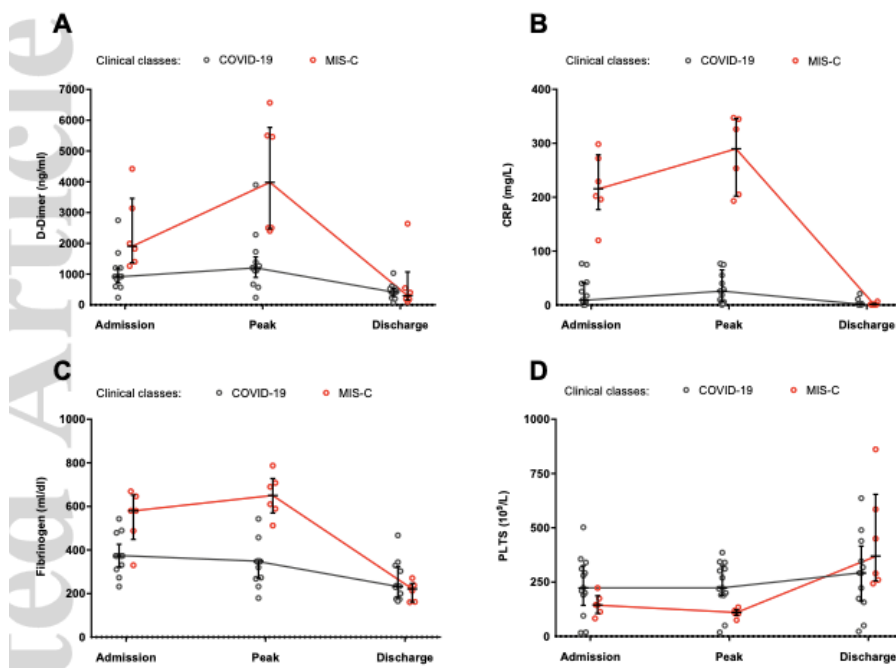 A
Clinical classes: COVID-19 MIS-C
7000
6000
5000
4000
3000
2000
1000
0
D-Dimer (ng/ml)
Admission Peak Discharge
B
Clinical classes: COVID-19 MIS-C
400
300
200
100
0
CRP (mg/L)
Admission Peak Discharge
C
Clinical classes: COVID-19 MIS-C
1000
800
600
400
200
0
Fibrinogen (ml/dl)
Admission Peak Discharge
D
Clinical classes: COVID-19 MIS-C
1000
750
500
250
0
PLTS (10⁹/L)
Admission Peak Discharge
ted Article